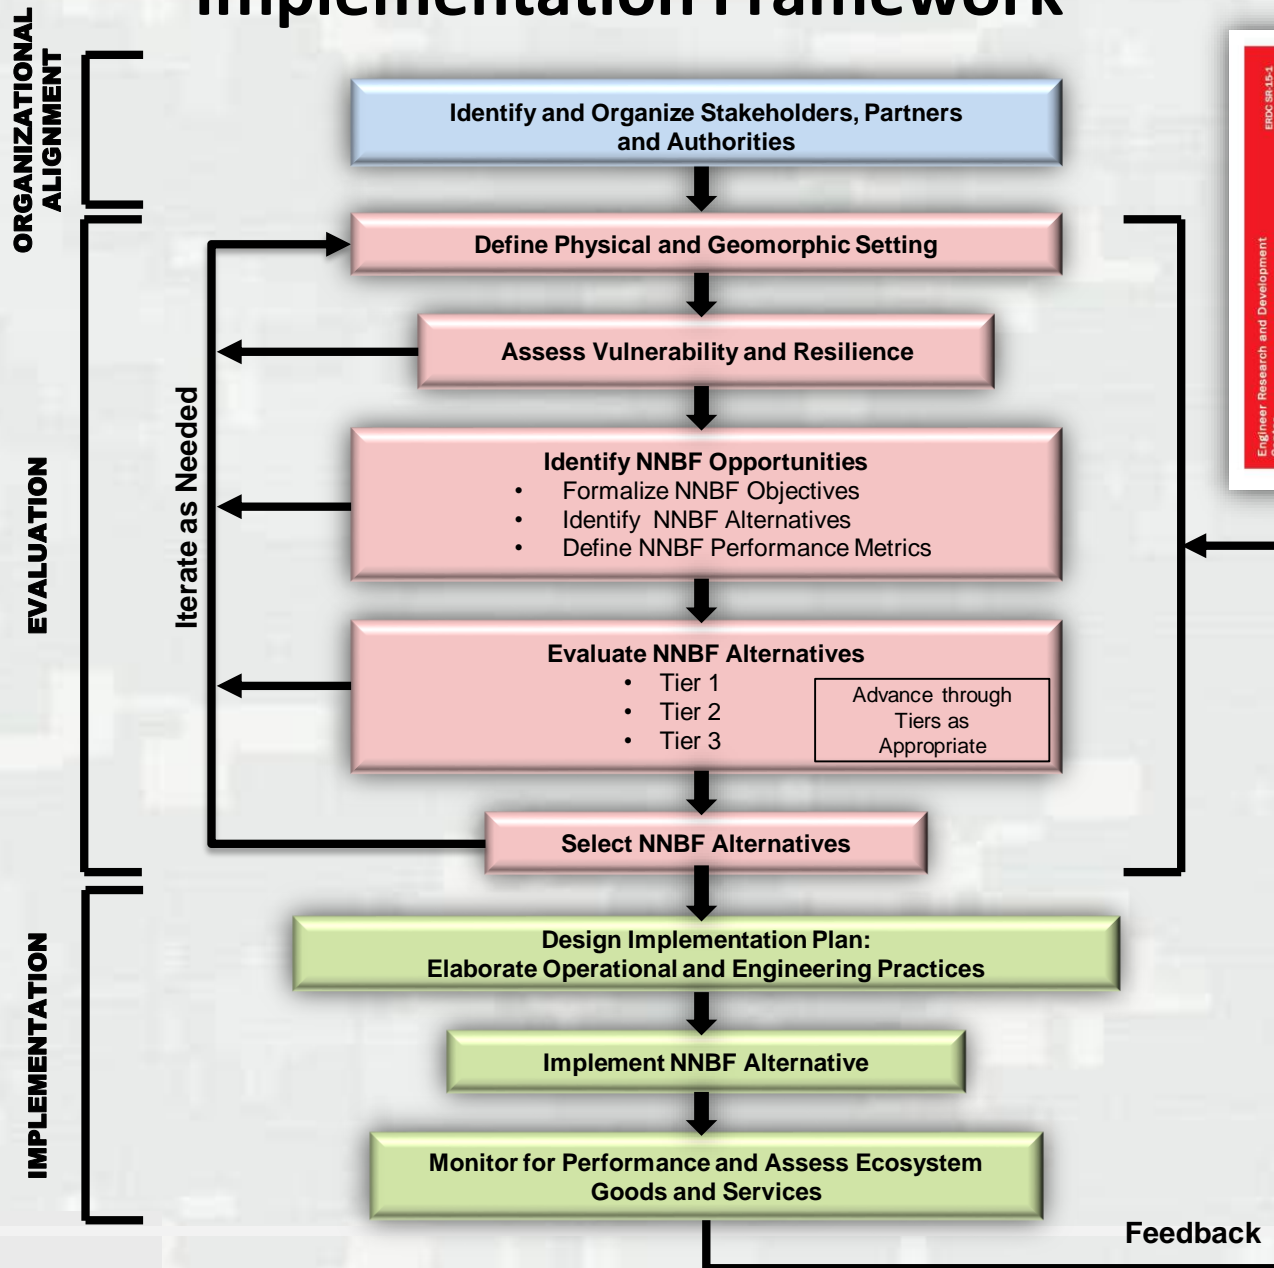 Implementation Framework
ORGANIZATIONAL
ALIGNMENT
Identify and Organize Stakeholders, Partners
and Authorities
ERDC SR-15-1
Engineer Research and Development
EVALUATION
Iterate as Needed
Define Physical and Geomorphic Setting
Assess Vulnerability and Resilience
Identify NNBF Opportunities
• Formalize NNBF Objectives
• Identify NNBF Alternatives
• Define NNBF Performance Metrics
Evaluate NNBF Alternatives
• Tier 1
• Tier 2
• Tier 3
Advance through
Tiers as
Appropriate
Select NNBF Alternatives
IMPLEMENTATION
Design Implementation Plan:
Elaborate Operational and Engineering Practices
Implement NNBF Alternative
Monitor for Performance and Assess Ecosystem
Goods and Services
Feedback